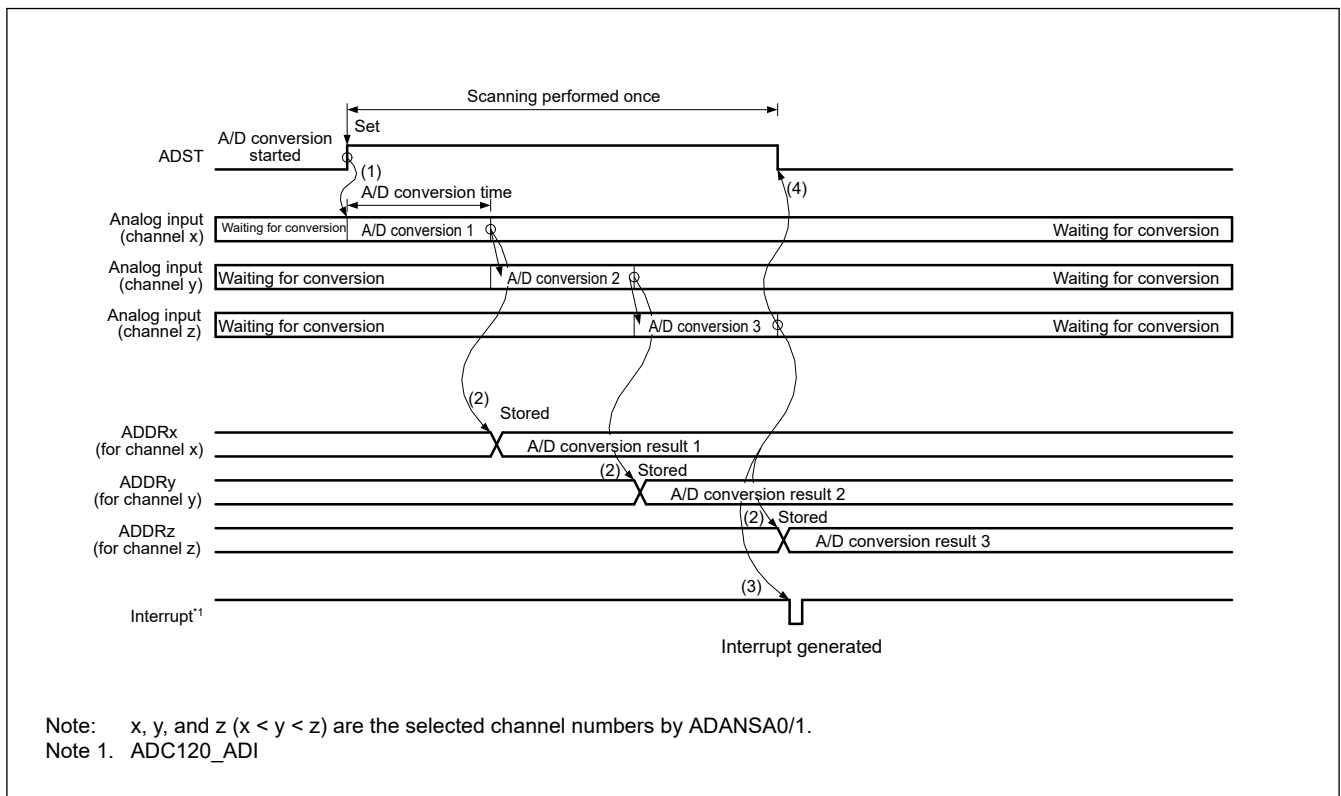 Scanning performed once
Set
A/D conversion
started
ADST
(1)
(4)
A/D conversion time
Analog input
(channel x)
Waiting for conversion
A/D conversion 1
Waiting for conversion
Analog input
(channel y)
Waiting for conversion
A/D conversion 2
Waiting for conversion
Analog input
(channel z)
Waiting for conversion
A/D conversion 3
Waiting for conversion
(2)
Stored
ADDRx
(for channel x)
A/D conversion result 1
(2)
Stored
ADDRy
(for channel y)
A/D conversion result 2
(2)
Stored
ADDRz
(for channel z)
A/D conversion result 3
(3)
Interrupt*1
Interrupt generated
Note: x, y, and z (x < y < z) are the selected channel numbers by ADANSA0/1.
Note 1. ADC120_ADI